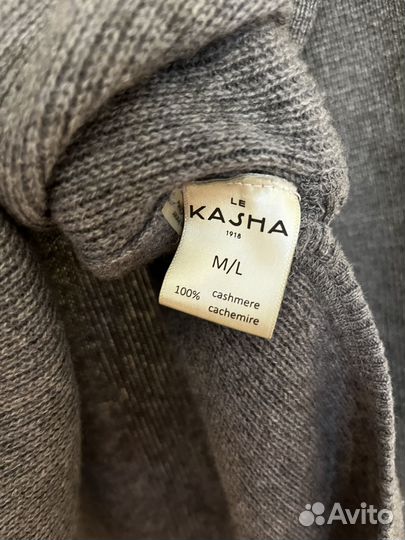 LE
KASHA
1918
M/L
100% cashmere
cachemire
Avito